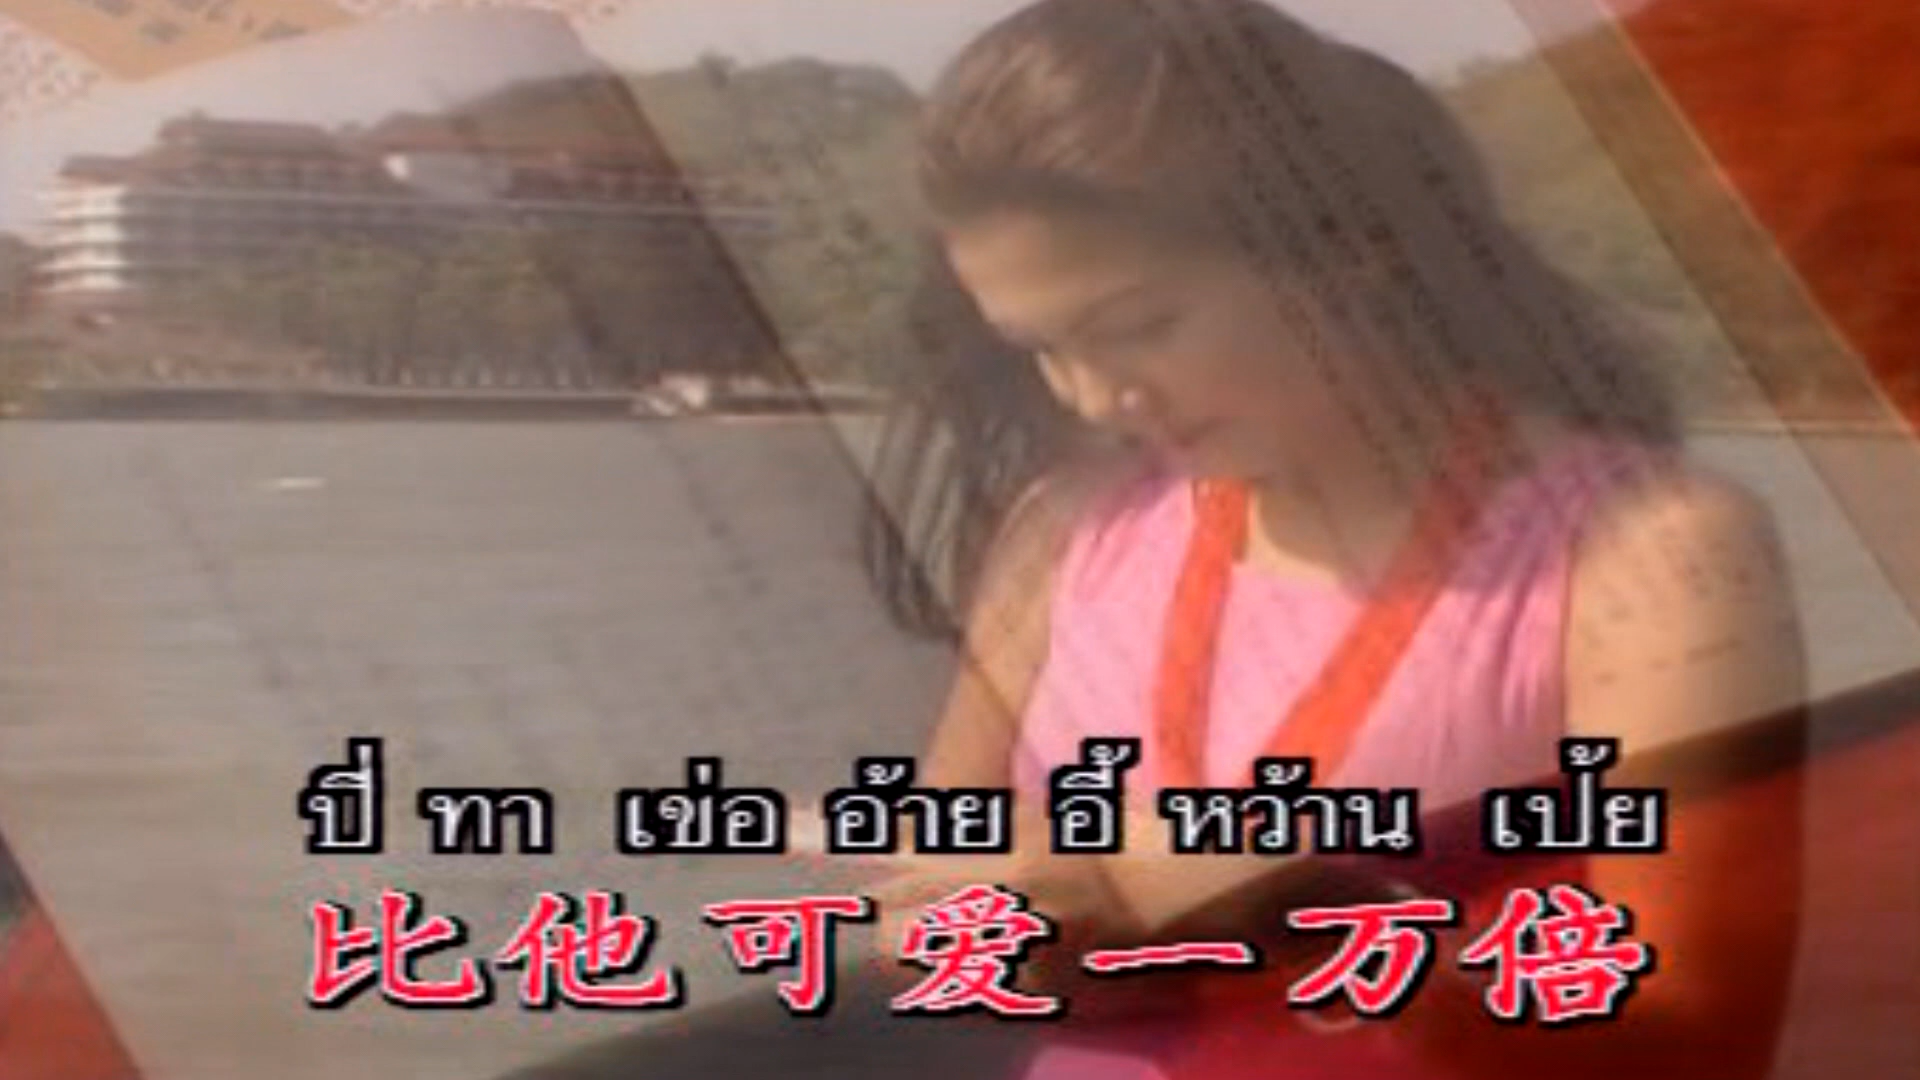 ปี่ ทา เข่อ อ้าย อี้ หว้าน เป้ย
比他可爱一万倍